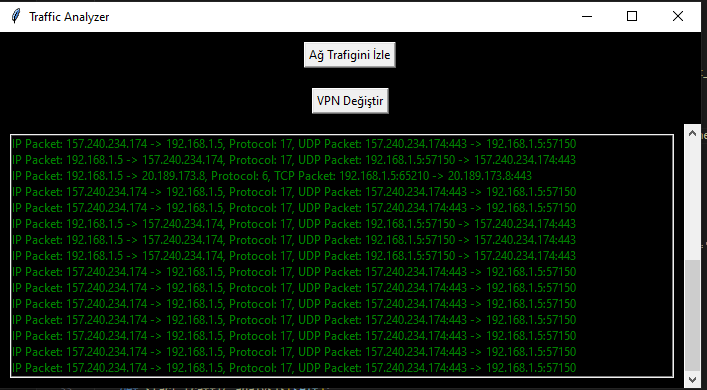 Traffic Analyzer
Ağ Trafigini İzle
VPN Değiştir
IP Packet: 157.240.234.174 -> 192.168.1.5, Protocol: 17, UDP Packet: 157.240.234.174:443 -> 192.168.1.5:57150
IP Packet: 192.168.1.5 -> 157.240.234.174, Protocol: 17, UDP Packet: 192.168.1.5:57150 -> 157.240.234.174:443
IP Packet: 192.168.1.5 -> 20.189.173.8, Protocol: 6, TCP Packet: 192.168.1.5:65210 -> 20.189.173.8:443
IP Packet: 157.240.234.174 -> 192.168.1.5, Protocol: 17, UDP Packet: 157.240.234.174:443 -> 192.168.1.5:57150
IP Packet: 157.240.234.174 -> 192.168.1.5, Protocol: 17, UDP Packet: 157.240.234.174:443 -> 192.168.1.5:57150
IP Packet: 192.168.1.5 -> 157.240.234.174, Protocol: 17, UDP Packet: 192.168.1.5:57150 -> 157.240.234.174:443
IP Packet: 192.168.1.5 -> 157.240.234.174, Protocol: 17, UDP Packet: 192.168.1.5:57150 -> 157.240.234.174:443
IP Packet: 192.168.1.5 -> 157.240.234.174, Protocol: 17, UDP Packet: 192.168.1.5:57150 -> 157.240.234.174:443
IP Packet: 157.240.234.174 -> 192.168.1.5, Protocol: 17, UDP Packet: 157.240.234.174:443 -> 192.168.1.5:57150
IP Packet: 157.240.234.174 -> 192.168.1.5, Protocol: 17, UDP Packet: 157.240.234.174:443 -> 192.168.1.5:57150
IP Packet: 157.240.234.174 -> 192.168.1.5, Protocol: 17, UDP Packet: 157.240.234.174:443 -> 192.168.1.5:57150
IP Packet: 157.240.234.174 -> 192.168.1.5, Protocol: 17, UDP Packet: 157.240.234.174:443 -> 192.168.1.5:57150
IP Packet: 157.240.234.174 -> 192.168.1.5, Protocol: 17, UDP Packet: 157.240.234.174:443 -> 192.168.1.5:57150
IP Packet: 157.240.234.174 -> 192.168.1.5, Protocol: 17, UDP Packet: 157.240.234.174:443 -> 192.168.1.5:57150
IP Packet: 157.240.234.174 -> 192.168.1.5, Protocol: 17, UDP Packet: 157.240.234.174:443 -> 192.168.1.5:57150